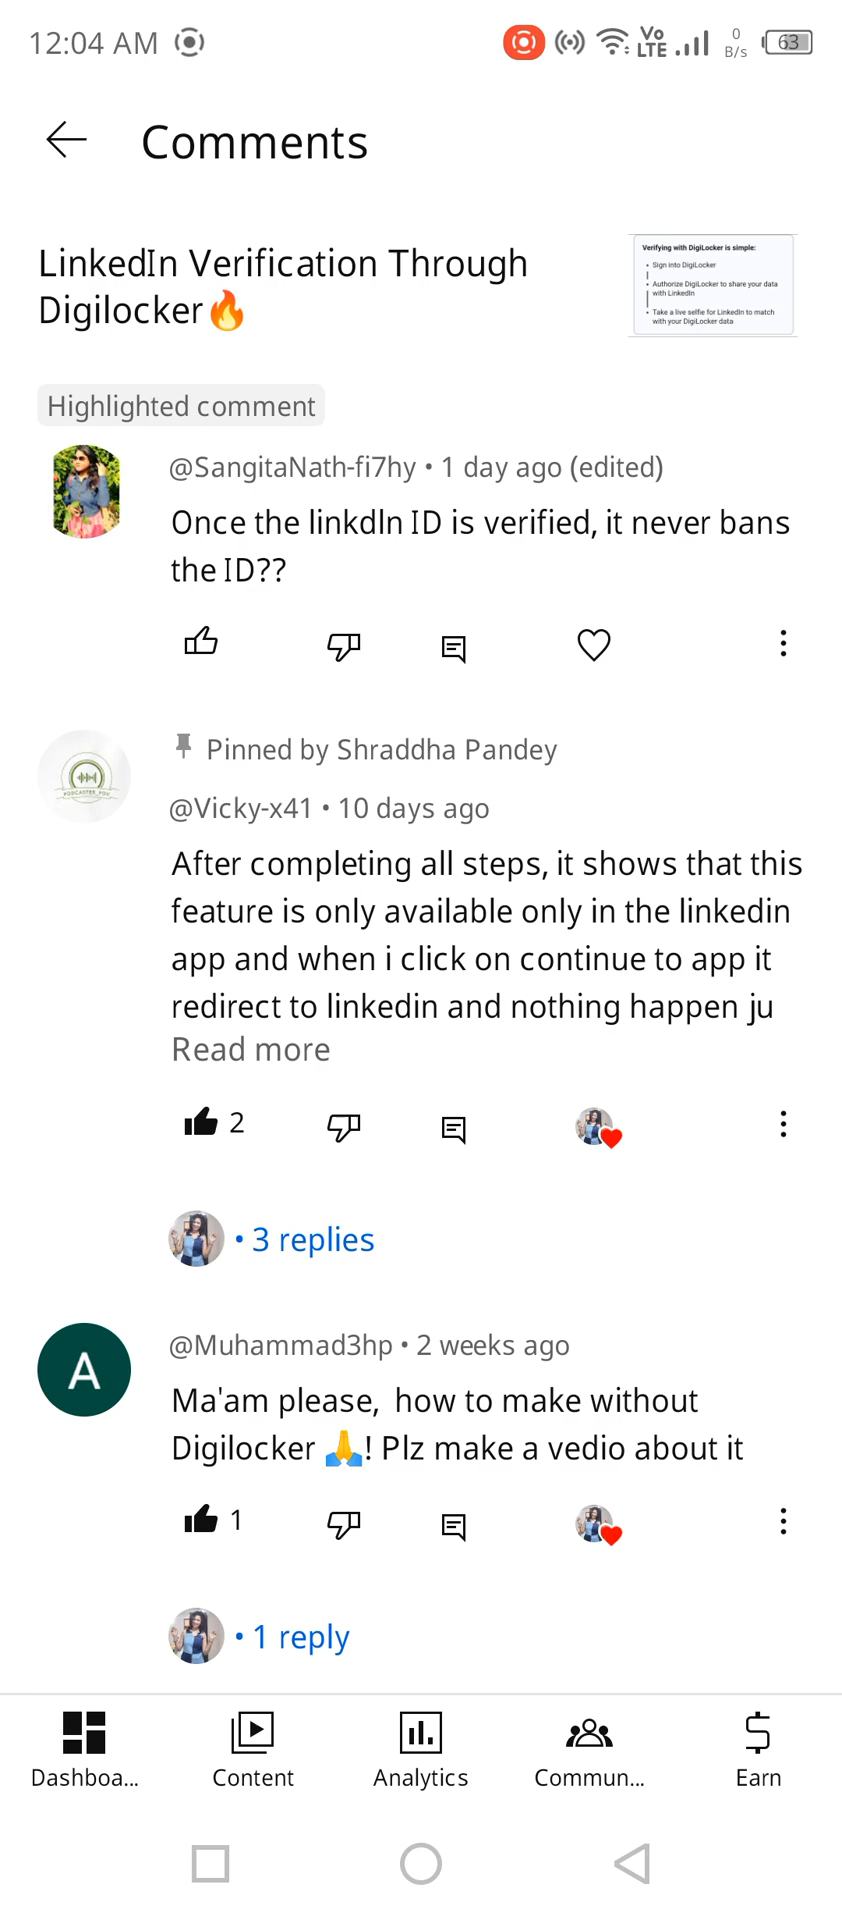 12:04 AM
Vo
LTE
0
B/s
63
Comments
LinkedIn Verification Through
Digilocker🔥
Verifying with DigiLocker is simple:
• Sign into DigiLocker
• Authorize DigiLocker to share your data
with LinkedIn
• Take a live selfie for LinkedIn to match
with your DigiLocker data
Highlighted comment
@SangitaNath-fi7hy • 1 day ago (edited)
Once the linkdln ID is verified, it never bans
the ID??
Pinned by Shraddha Pandey
@Vicky-x41 • 10 days ago
After completing all steps, it shows that this
feature is only available only in the linkedin
app and when i click on continue to app it
redirect to linkedin and nothing happen ju
Read more
2
• 3 replies
A
@Muhammad3hp • 2 weeks ago
Ma'am please,  how to make without
Digilocker 🙏! Plz make a vedio about it
1
• 1 reply
Dashboa...
Content
Analytics
Commun...
Earn